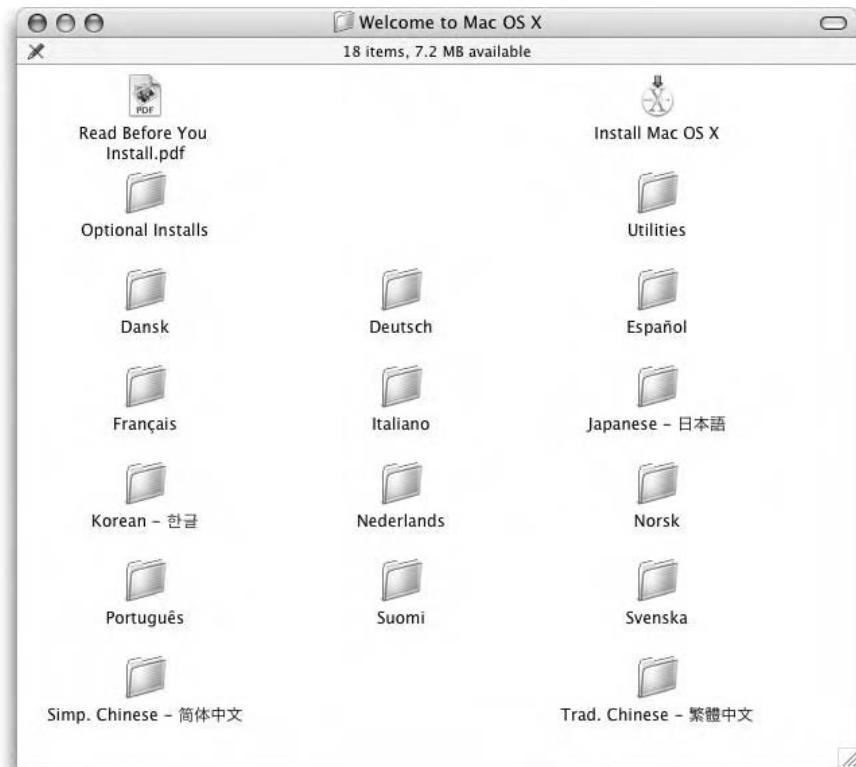 Welcome to Mac OS X
18 items, 7.2 MB available
PDF
Read Before You
Install.pdf
Install Mac OS X
Optional Installs
Utilities
Dansk
Deutsch
Español
Français
Italiano
Japanese – 日本語
Korean – 한글
Nederlands
Norsk
Português
Suomi
Svenska
Simp. Chinese – 简体中文
Trad. Chinese – 繁體中文